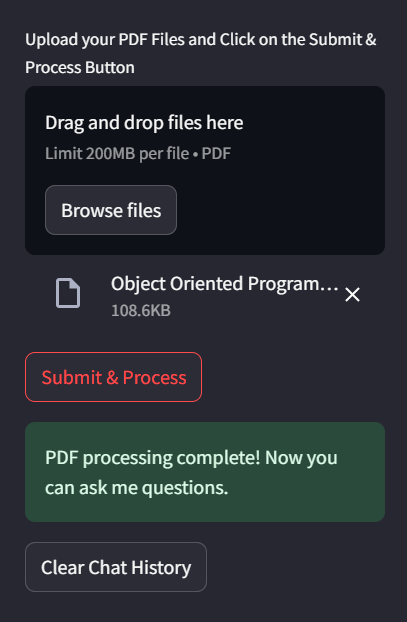 Upload your PDF Files and Click on the Submit &
Process Button
Drag and drop files here
Limit 200MB per file • PDF
Browse files
Object Oriented Program...
108.6KB
Submit & Process
PDF processing complete! Now you
can ask me questions.
Clear Chat History